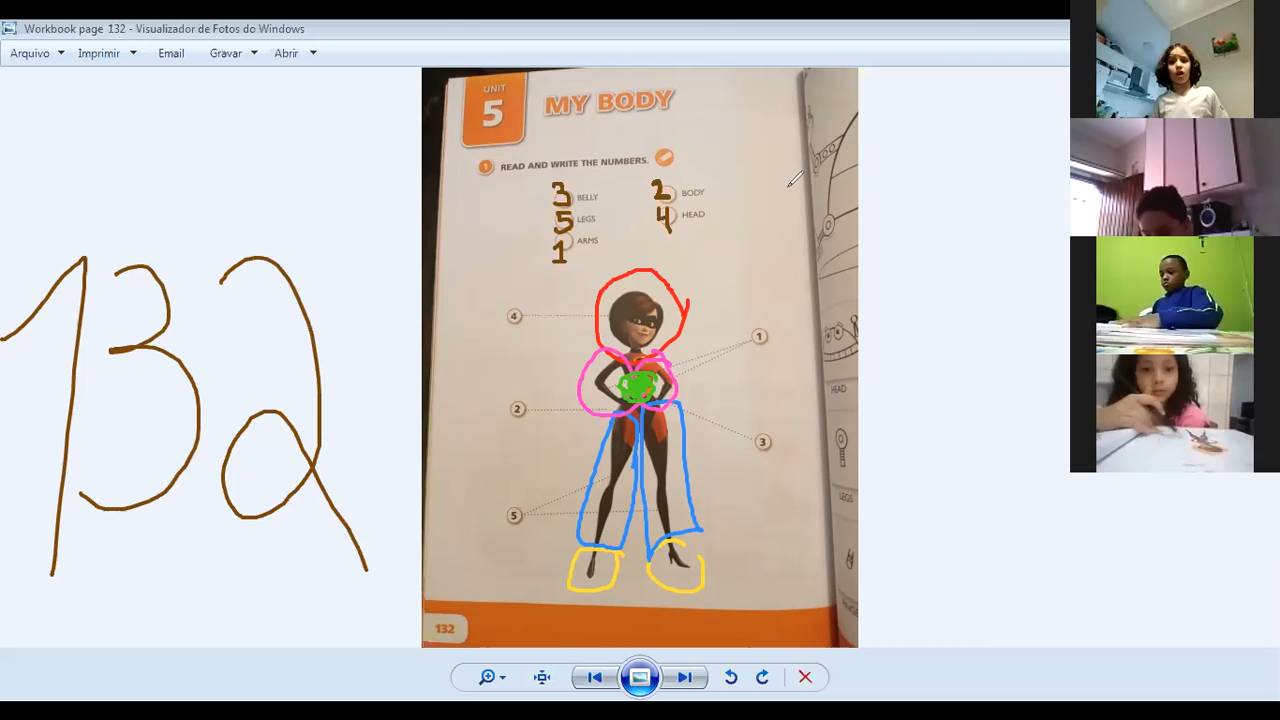 Workbook page 132 - Visualizador de Fotos do Windows
Arquivo Imprimir Email Gravar Abrir
UNIT
5
MY BODY
1 READ AND WRITE THE NUMBERS.
3 BELLY 2 BODY
5 LEGS 4 HEAD
1 ARMS
4
1
2
3
5
132
132
HEAD
LEGS